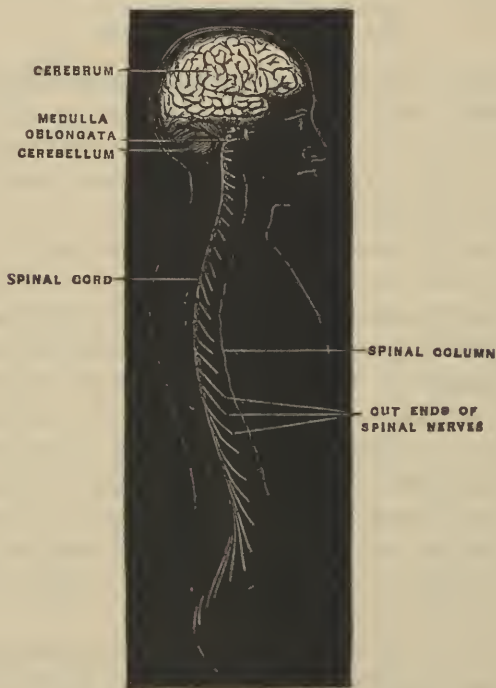 CEREBRUM
MEDULLA
OBLONGATA
CEREBELLUM
SPINAL CORD
SPINAL COLUMN
CUT ENDS OF
SPINAL NERVES